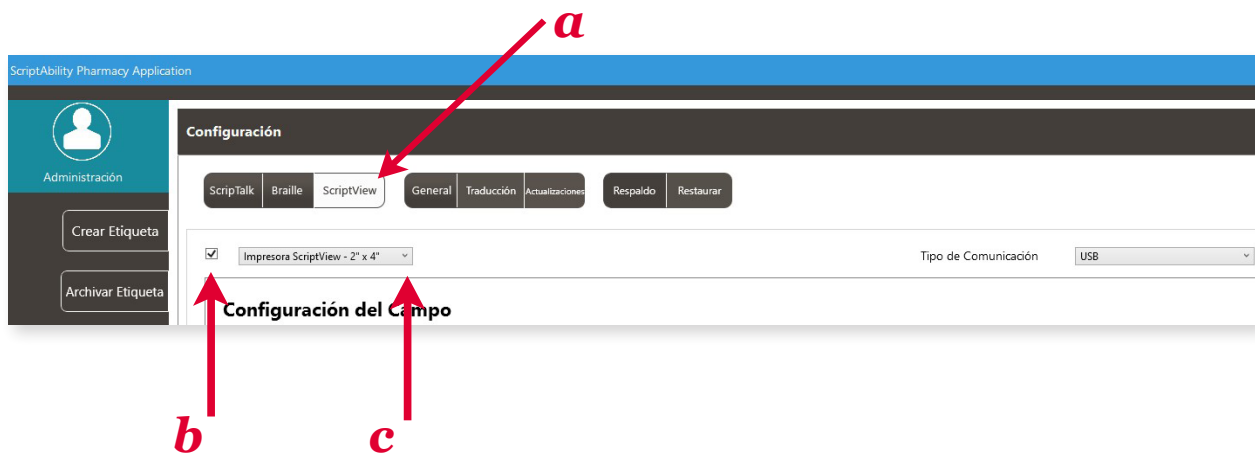 a
ScriptAbility Pharmacy Application
Configuración
Administración
ScripTalk Braille ScriptView General Traducción Actualizaciones Respaldo Restaurar
Crear Etiqueta
Impresora ScriptView - 2" x 4" Tipo de Comunicación USB
Archivar Etiqueta
Configuración del Campo
b c